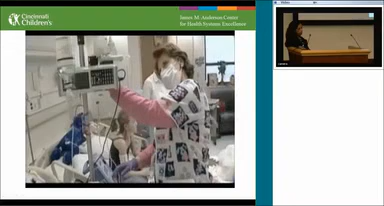 Cincinnati
Children's
James M. Anderson Center
for Health Systems Excellence